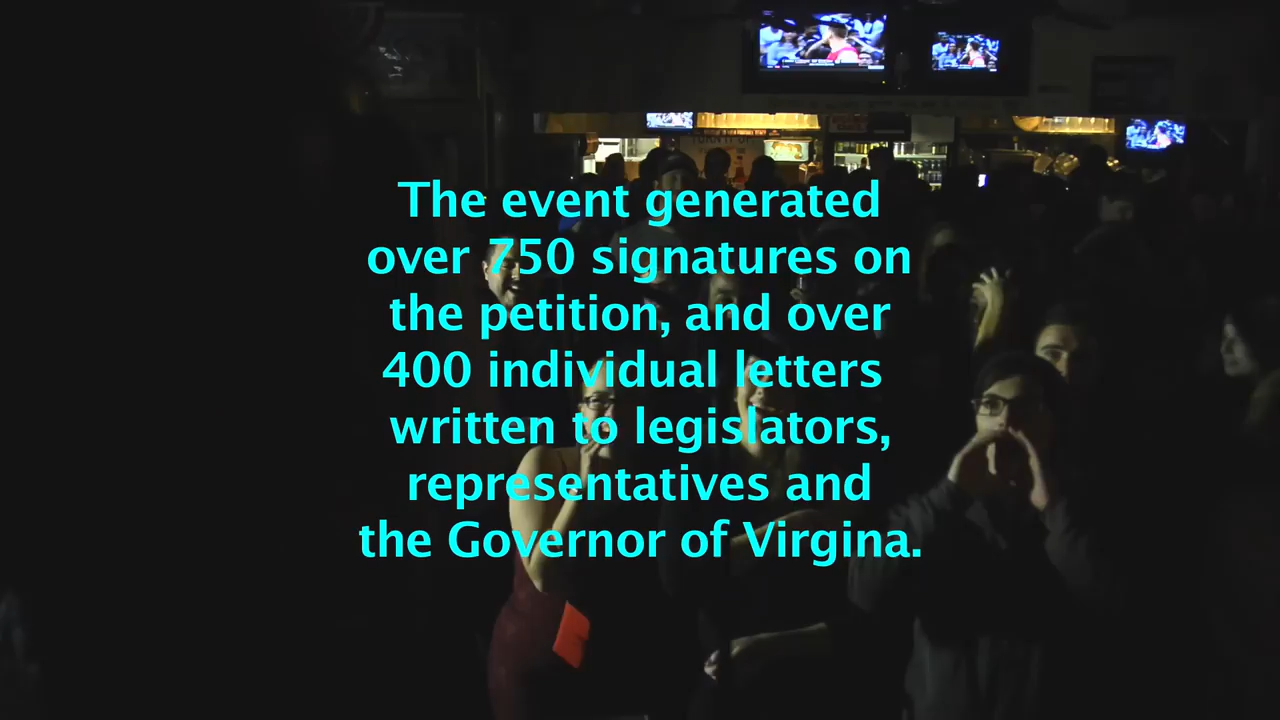 The event generated
over 750 signatures on
the petition, and over
400 individual letters
written to legislators,
representatives and
the Governor of Virgina.